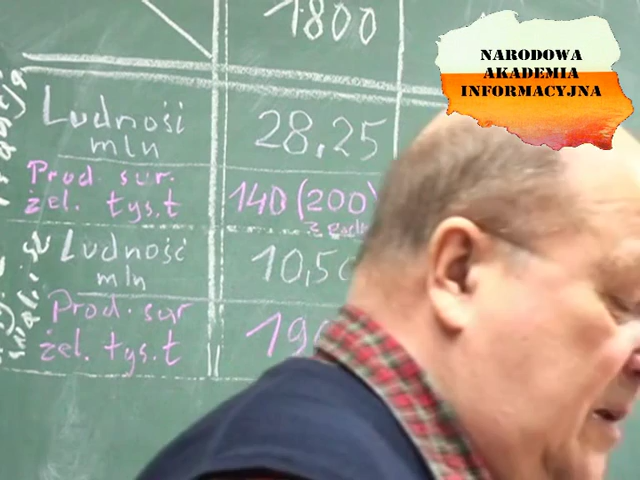 1800
NARODOWA
AKADEMIA
INFORMACYJNA
Ludność
mln
28,25
Prod. sur.
żel. tys.t
140 (200)
Ludność
mln
10,50
Prod. sur
żel. tys.t